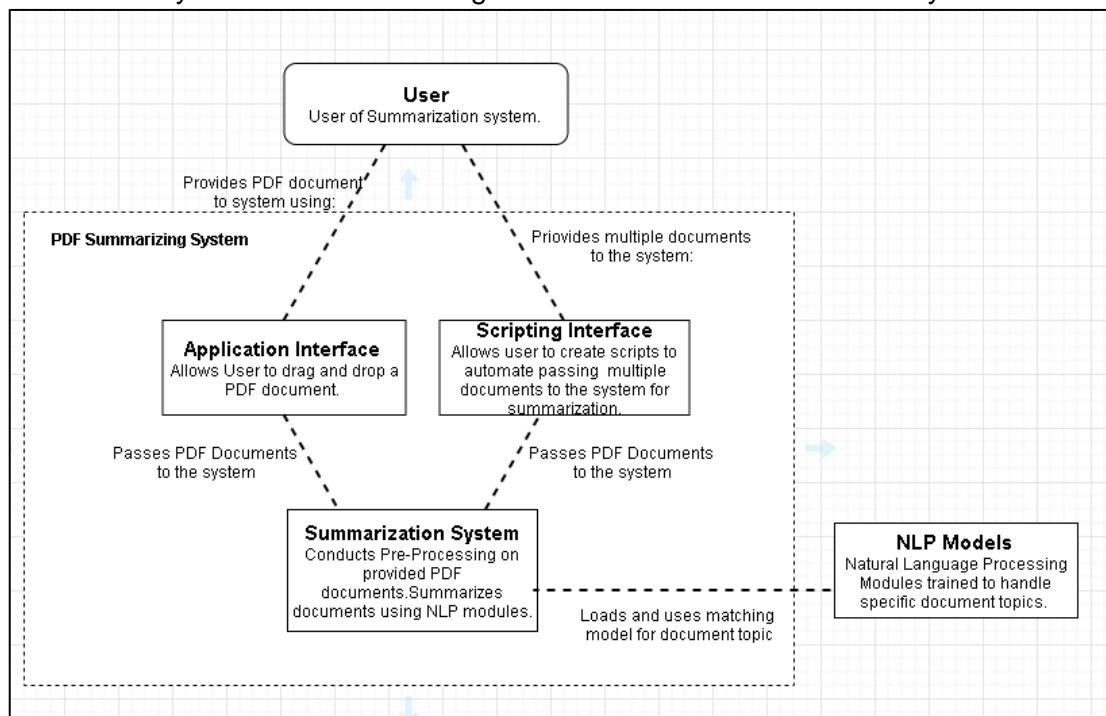 User
User of Summarization system.
Provides PDF document
to system using:
PDF Summarizing System
Priovides multiple documents
to the system:
Application Interface
Allows User to drag and drop a
PDF document.
Scripting Interface
Allows user to create scripts to
automate passing multiple
documents to the system for
summarization.
Passes PDF Documents
to the system
Passes PDF Documents
to the system
Summarization System
Conducts Pre-Processing on
provided PDF
documents.Summarizes
documents using NLP modules.
NLP Models
Natural Language Processing
Modules trained to handle
specific document topics.
Loads and uses matching
model for document topic